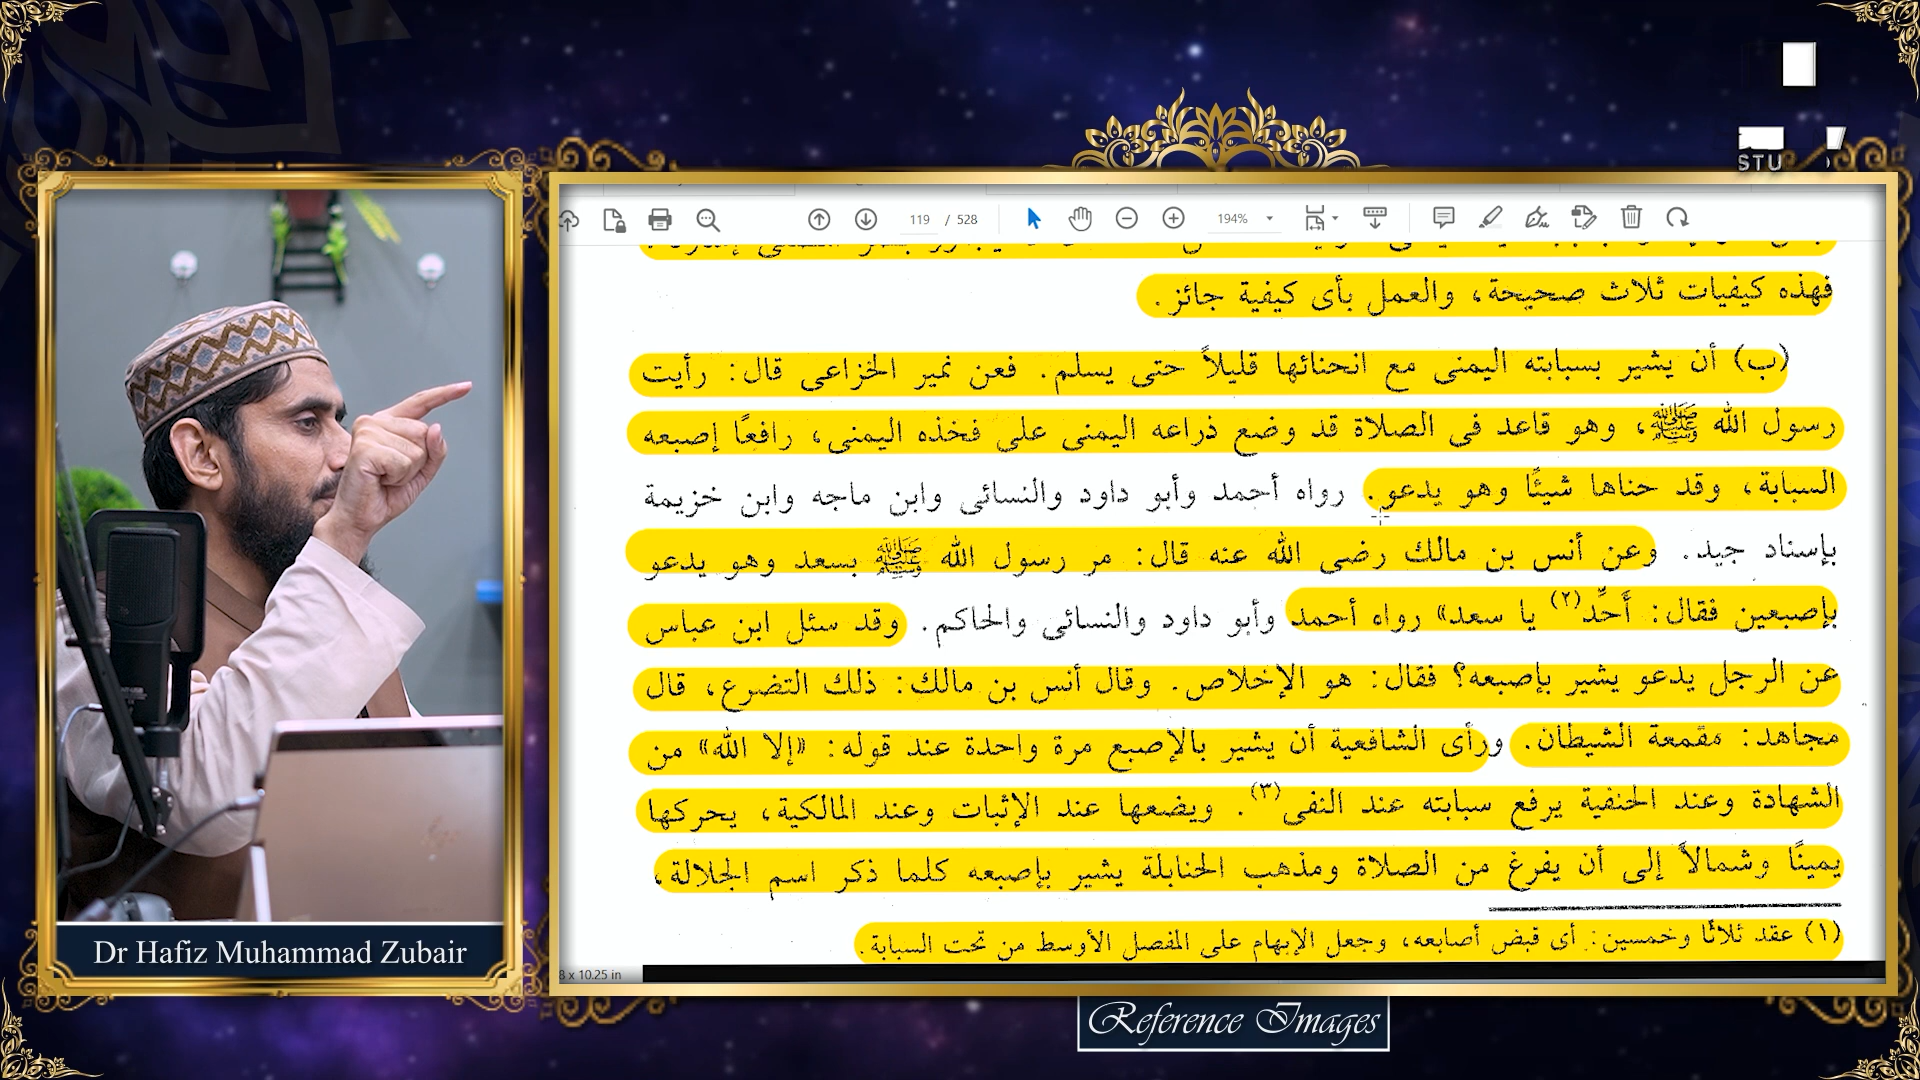 STU
119 / 528
194%
فهذه كيفيات ثلاث صحيحة، والعمل بأى كيفية جائز.
(ب) أن يشير بسبابته اليمنى مع انحنائها قليلاً حتى يسلم. فعن نمير الخزاعى قال: رأيت
رسول الله ﷺ، وهو قاعد فى الصلاة قد وضع ذراعه اليمنى على فخذه اليمنى، رافعًا إصبعه
السبابة، وقد حناها شيئًا وهو يدعو. رواه أحمد وأبو داود والنسائى وابن ماجه وابن خزيمة
بإسناد جيد. وعن أنس بن مالك رضى الله عنه قال: مر رسول الله ﷺ بسعد وهو يدعو
بإصبعين فقال: أَحِّد(٢) يا سعد» رواه أحمد وأبو داود والنسائى والحاكم. وقد سئل ابن عباس
عن الرجل يدعو يشير بإصبعه؟ فقال: هو الإخلاص. وقال أنس بن مالك: ذلك التضرع، قال
مجاهد: مقمعة الشيطان. ورأى الشافعية أن يشير بالإصبع مرة واحدة عند قوله: «إلا الله» من
الشهادة وعند الحنفية يرفع سبابته عند النفى(٣). ويضعها عند الإثبات وعند المالكية، يحركها
يمينًا وشمالاً إلى أن يفرغ من الصلاة ومذهب الحنابلة يشير بإصبعه كلما ذكر اسم الجلالة،
(١) عقد ثلاثًا وخمسين: أى قبض أصابعه، وجعل الإبهام على المفصل الأوسط من تحت السبابة.
8 x 10.25 in
Dr Hafiz Muhammad Zubair
Reference Images